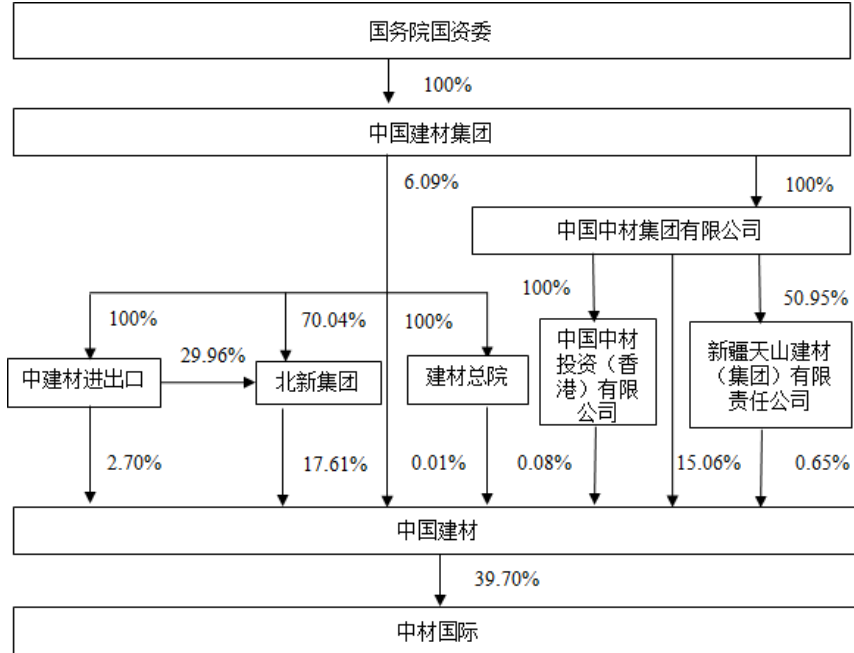 国务院国资委
100%
中国建材集团
6.09%
100%
中国中材集团有限公司
100%
70.04%
100%
100%
50.95%
29.96%
中建材进出口
北新集团
建材总院
中国中材
投资（香
港）有限
公司
新疆天山建材
（集团）有限
责任公司
2.70%
17.61%
0.01%
0.08%
15.06%
0.65%
中国建材
39.70%
中材国际